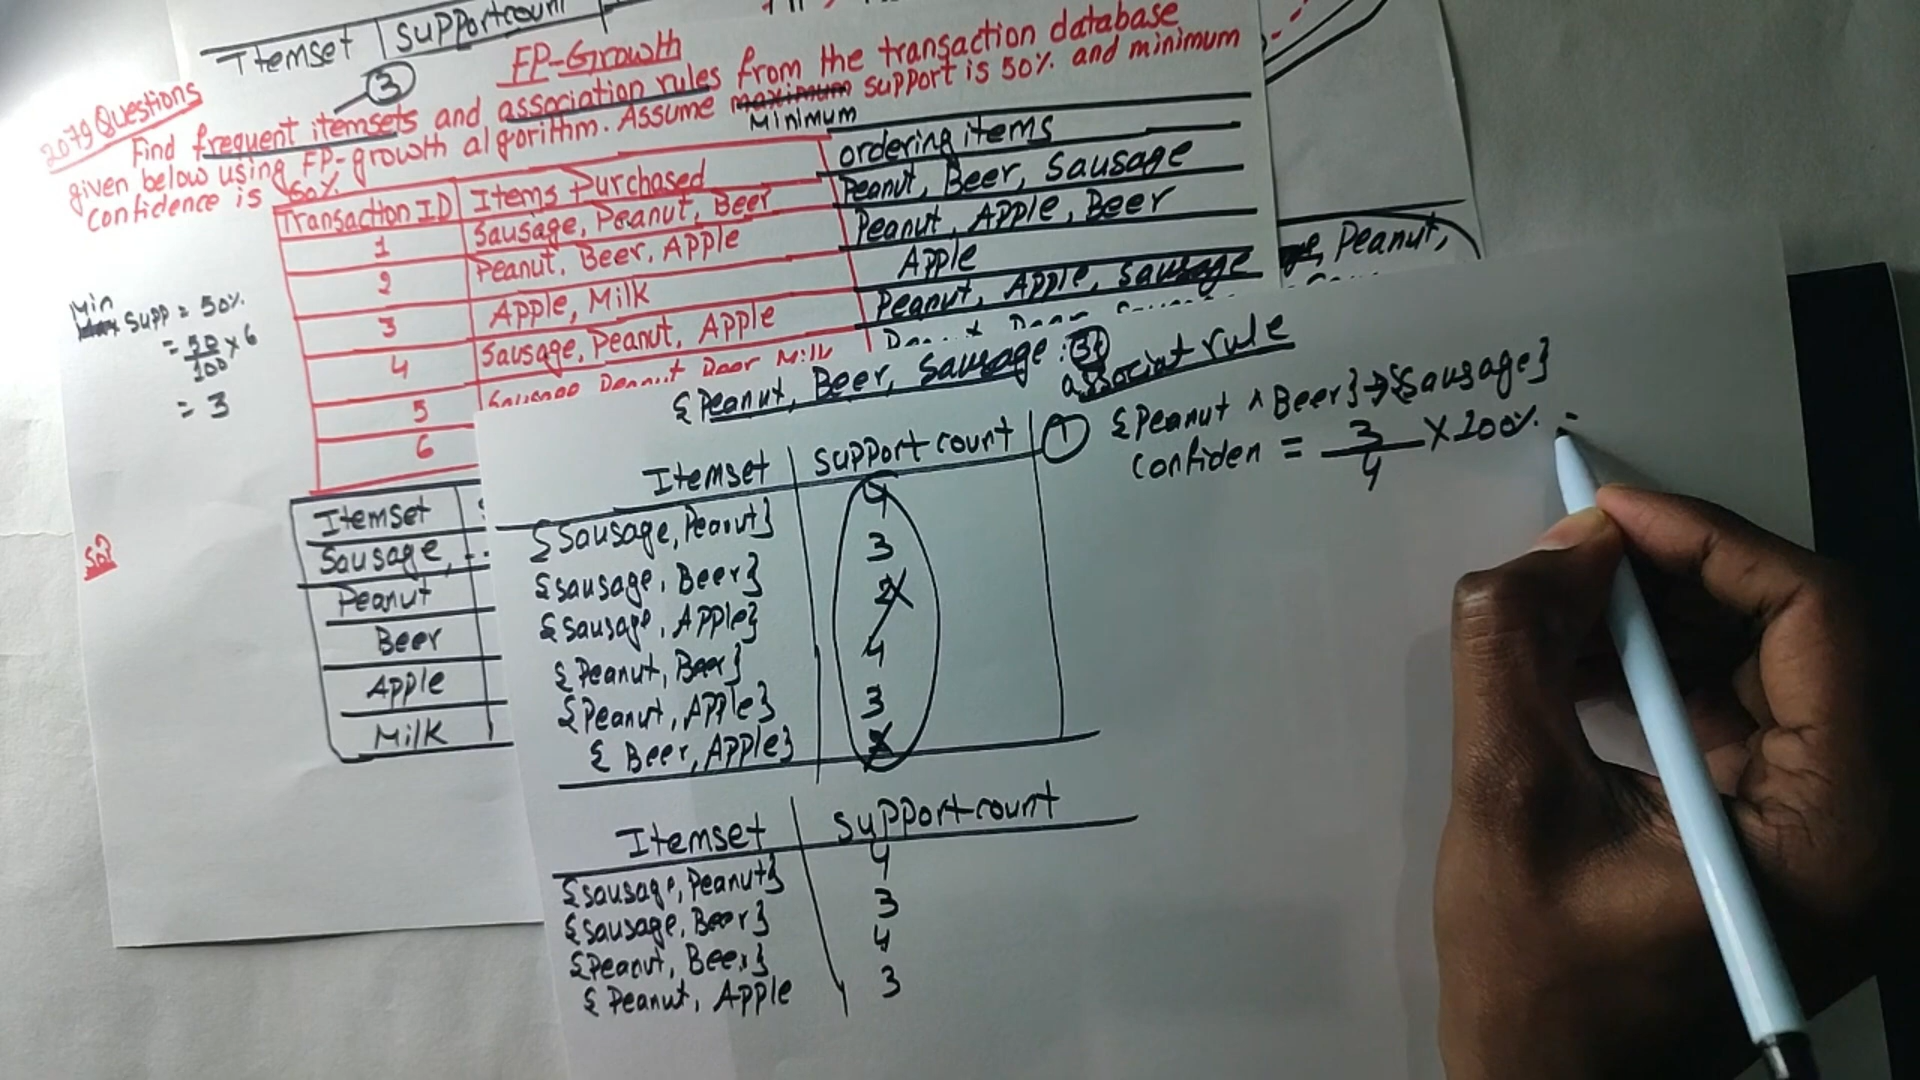 Itemset | supportcount
FP-Growth
2079 Questions
Find frequent itemsets and association rules from the transaction database
given below using FP-growth algorithm. Assume maximum support is 50% and minimum
Minimum
confidence is 60%
3
Transaction ID Items Purchased ordering items
1 Sausage, Peanut, Beer Peanut, Beer, Sausage
2 Peanut, Beer, Apple Peanut, Apple, Beer
3 Apple, Milk Apple
4 Sausage, Peanut, Apple Peanut, Apple, Sausage
5
6
Peanut,
Min
Supp = 50%
= 50/100 x 6
= 3
Sol
Itemset
Sausage
Peanut
Beer
Apple
Milk
{Peanut, Beer, Sausage : 3}
Itemset support count
{Sausage, Peanut} 4
{sausage, Beer} 3
{sausage, Apple} 2
{Peanut, Beer} 4
{Peanut, Apple} 3
{Beer, Apple}
Itemset supportcount
{sausage, Peanut} 4
{sausage, Beer} 3
{Peanut, Beer} 4
{Peanut, Apple 3
associat rule
1 {Peanut ^ Beer} → {Sausage}
confiden = 3/4 X 100% =